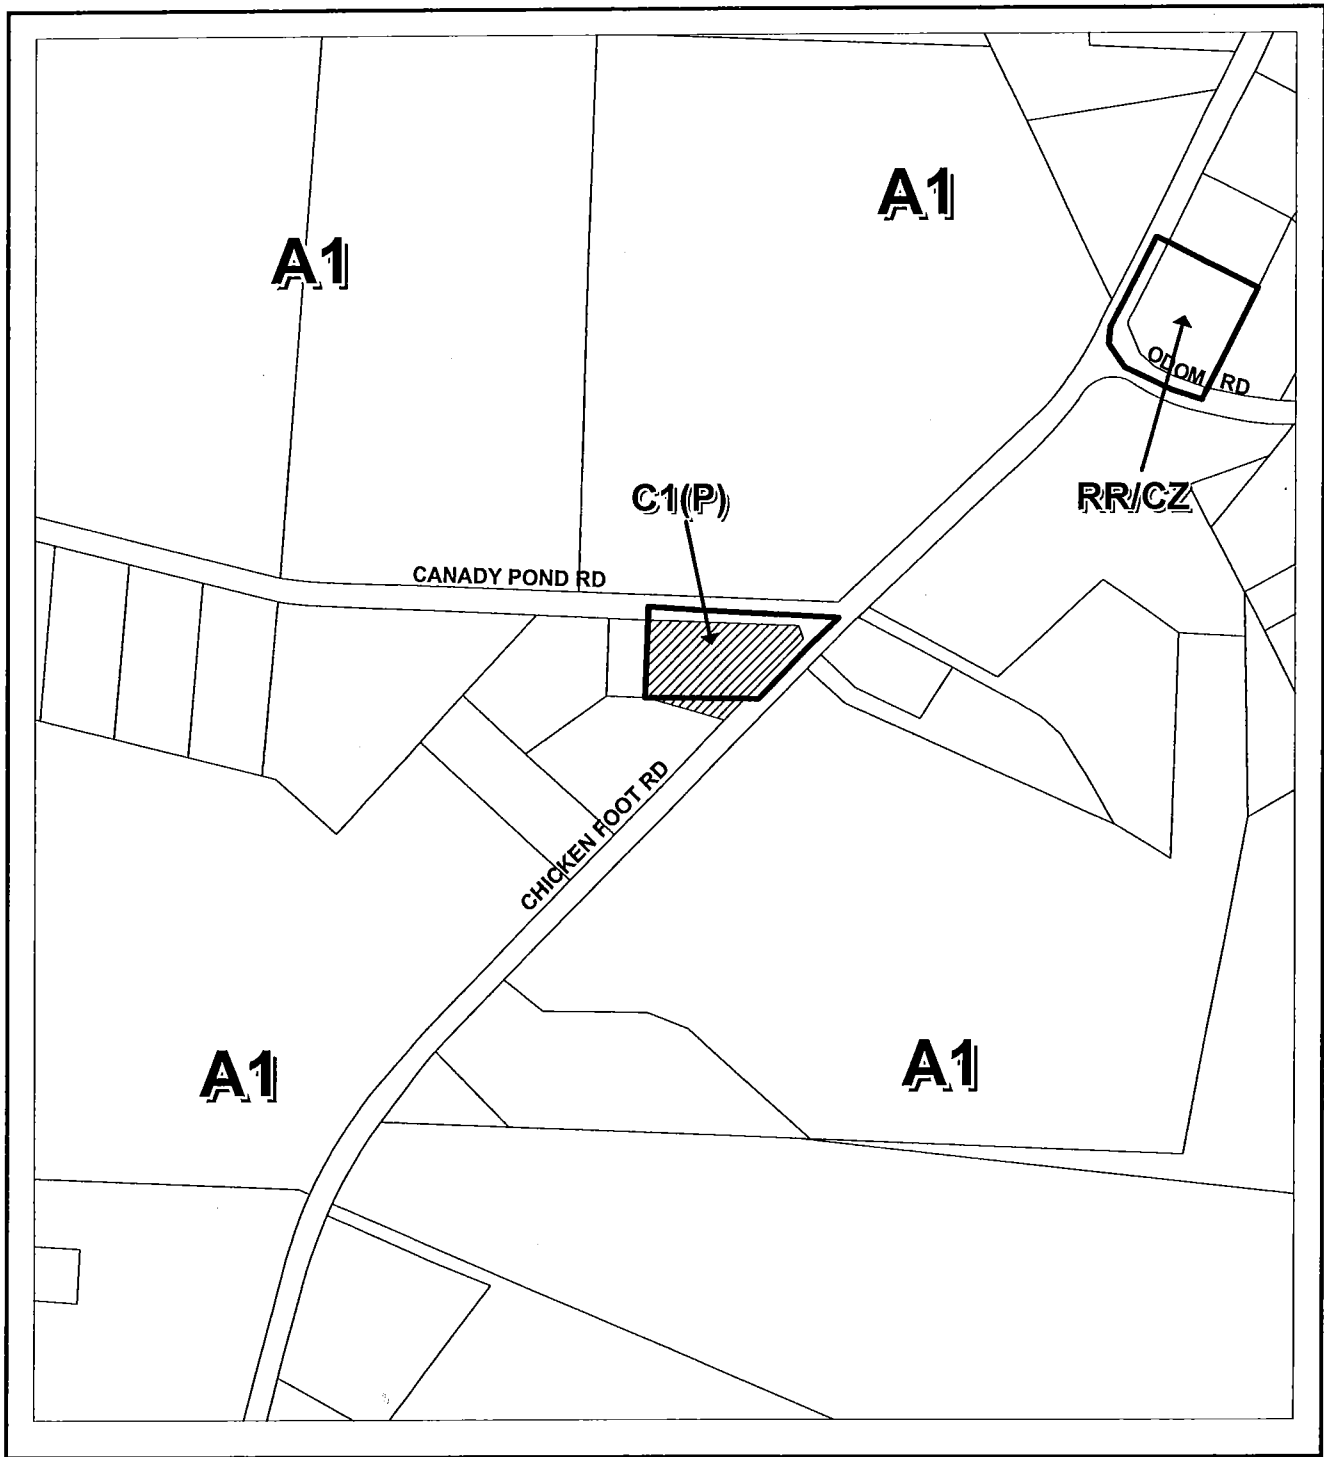 A1
A1
ODOM RD
C1(P)
RR/CZ
CANADY POND RD
CHICKEN FOOT RD
A1
A1